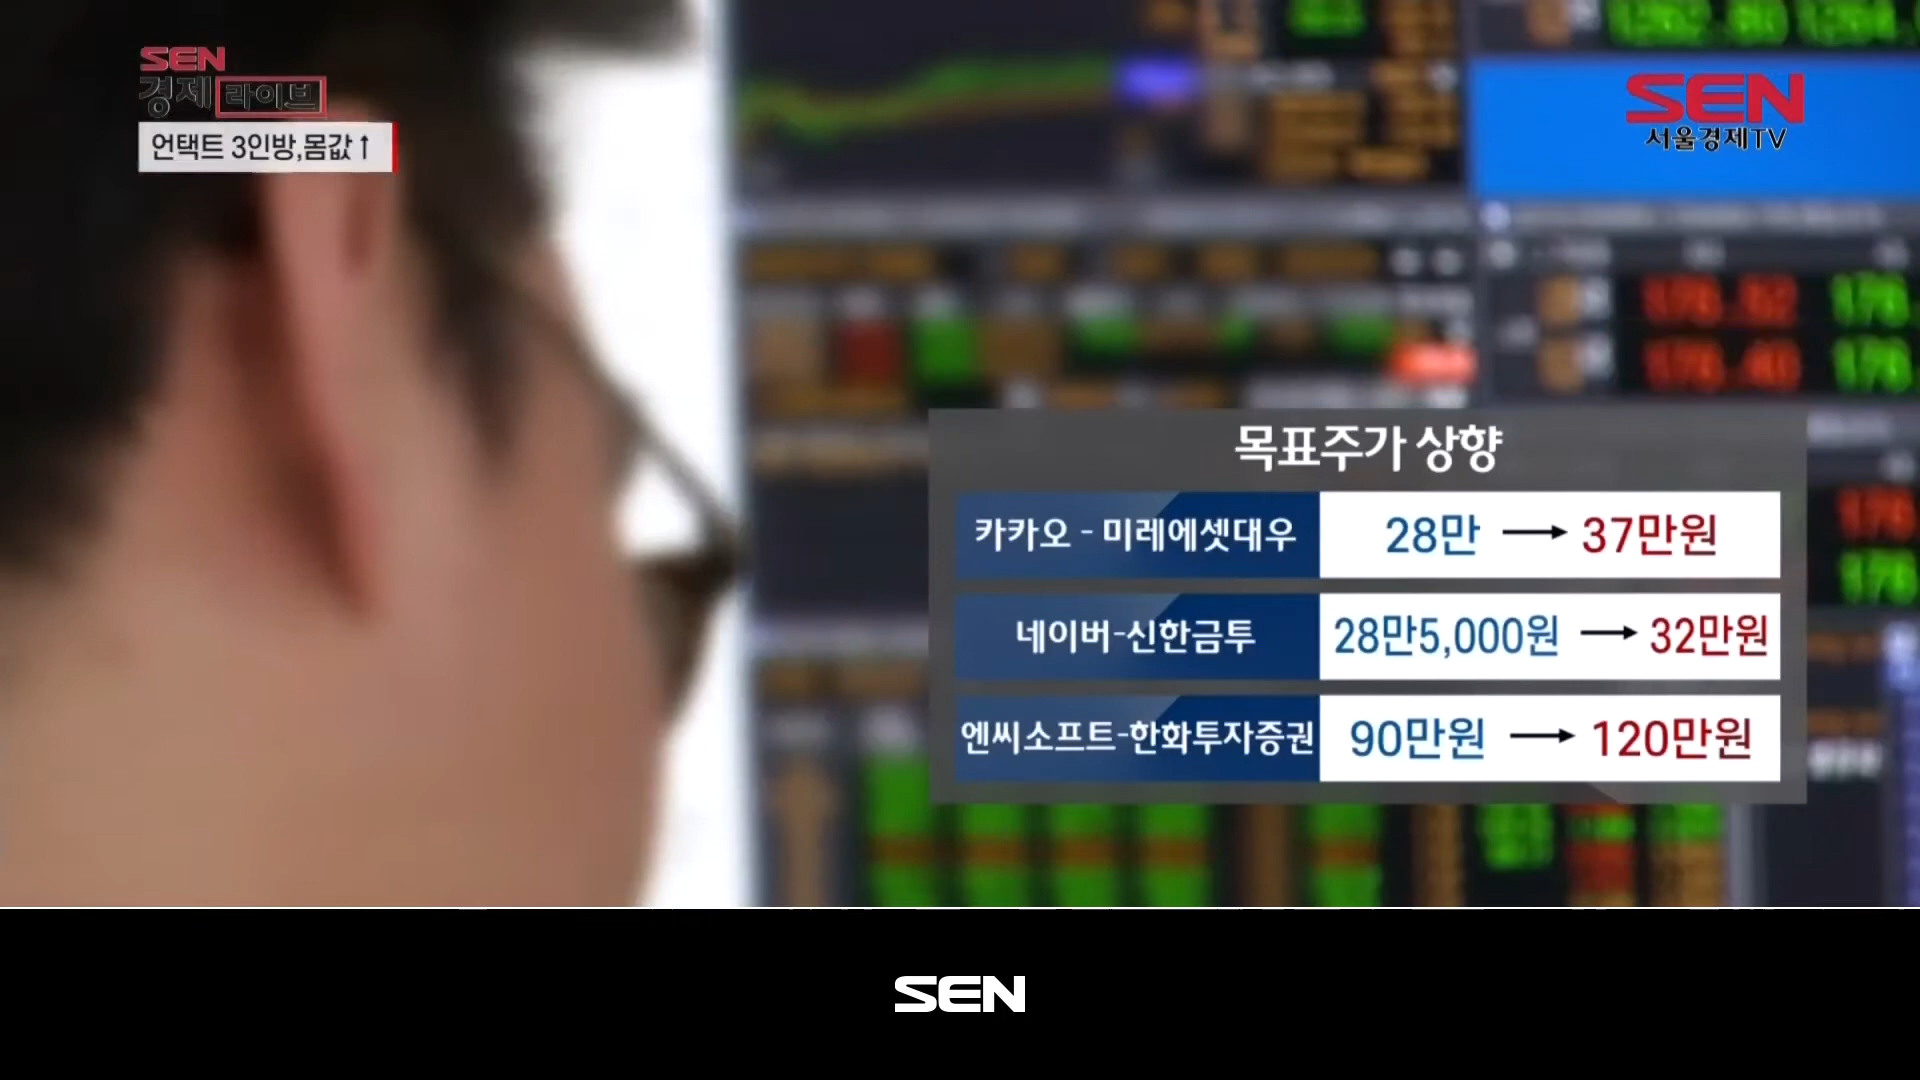 SEN
경제 라이브
언택트 3인방,몸값↑
SEN
서울경제TV
목표주가 상향
카카오 - 미레에셋대우 28만 → 37만원
네이버-신한금투 28만5,000원 → 32만원
엔씨소프트-한화투자증권 90만원 → 120만원
SEN